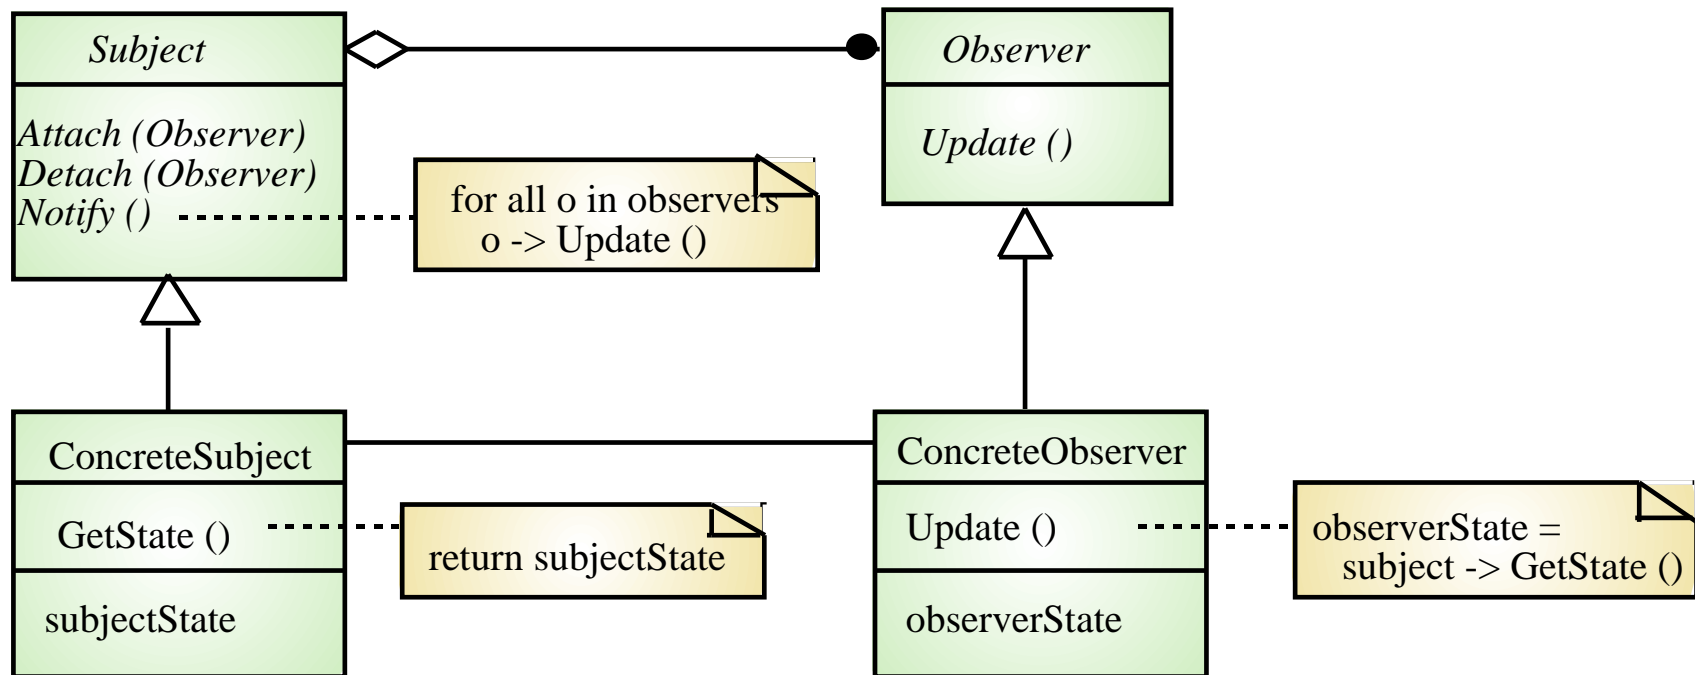 Subject
Attach (Observer)
Detach (Observer)
Notify ()
for all o in observers
o -> Update ()
Observer
Update ()
ConcreteSubject
GetState ()
subjectState
return subjectState
ConcreteObserver
Update ()
observerState
observerState =
subject -> GetState ()